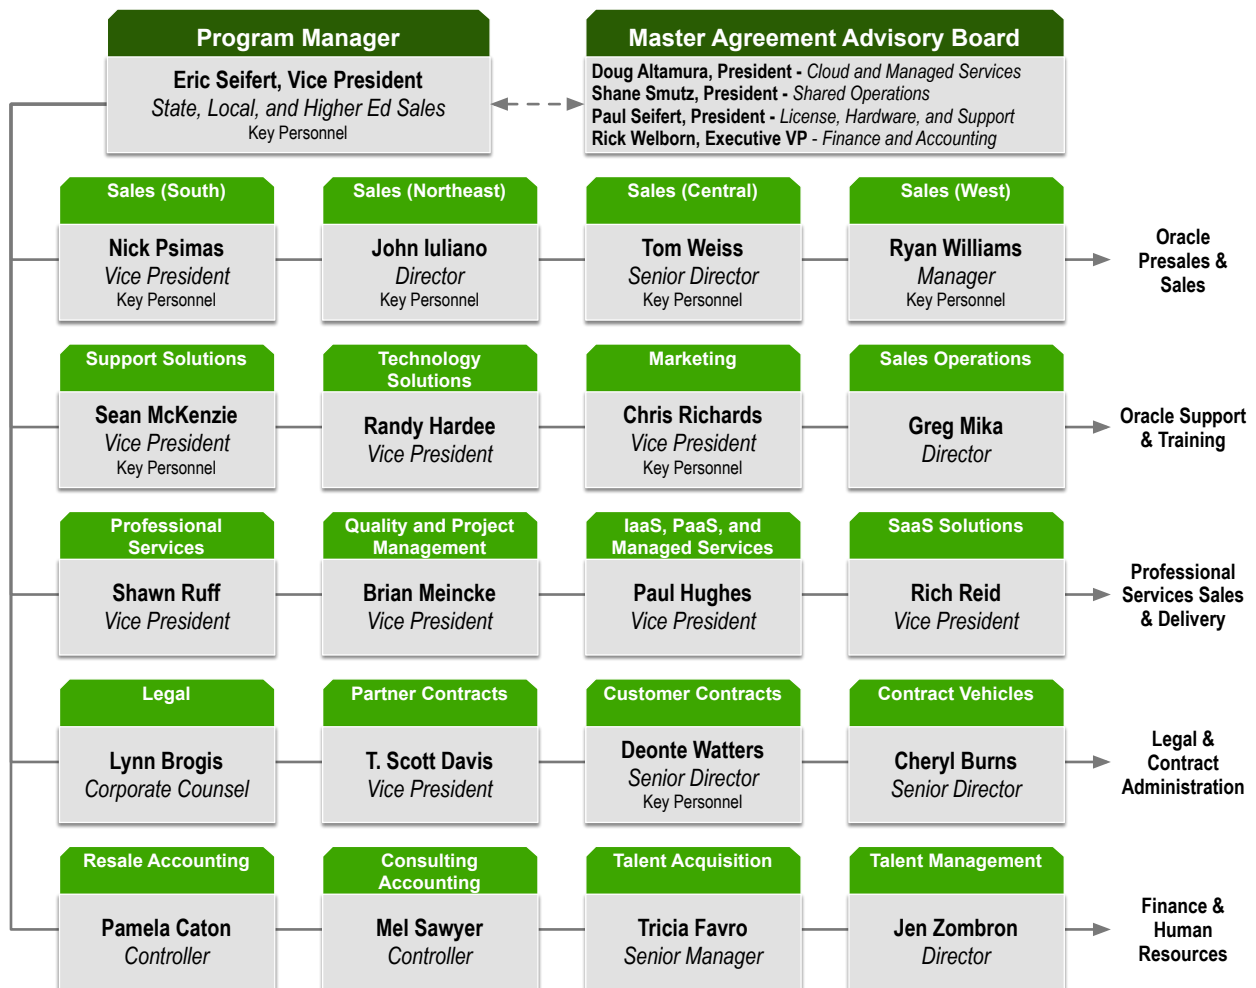 Program Manager
Eric Seifert, Vice President
State, Local, and Higher Ed Sales
Key Personnel
Master Agreement Advisory Board
Doug Altamura, President - Cloud and Managed Services
Shane Smutz, President - Shared Operations
Paul Seifert, President - License, Hardware, and Support
Rick Welborn, Executive VP - Finance and Accounting
Sales (South)
Nick Psimas
Vice President
Key Personnel
Sales (Northeast)
John Iuliano
Director
Key Personnel
Sales (Central)
Tom Weiss
Senior Director
Key Personnel
Sales (West)
Ryan Williams
Manager
Key Personnel
Oracle
Presales &
Sales
Support Solutions
Sean McKenzie
Vice President
Key Personnel
Technology
Solutions
Randy Hardee
Vice President
Marketing
Chris Richards
Vice President
Key Personnel
Sales Operations
Greg Mika
Director
Oracle Support
& Training
Professional
Services
Shawn Ruff
Vice President
Quality and Project
Management
Brian Meincke
Vice President
IaaS, PaaS, and
Managed Services
Paul Hughes
Vice President
SaaS Solutions
Rich Reid
Vice President
Professional
Services Sales
& Delivery
Legal
Lynn Brogis
Corporate Counsel
Partner Contracts
T. Scott Davis
Vice President
Customer Contracts
Deonte Watters
Senior Director
Key Personnel
Contract Vehicles
Cheryl Burns
Senior Director
Legal &
Contract
Administration
Resale Accounting
Pamela Caton
Controller
Consulting
Accounting
Mel Sawyer
Controller
Talent Acquisition
Tricia Favro
Senior Manager
Talent Management
Jen Zombron
Director
Finance &
Human
Resources